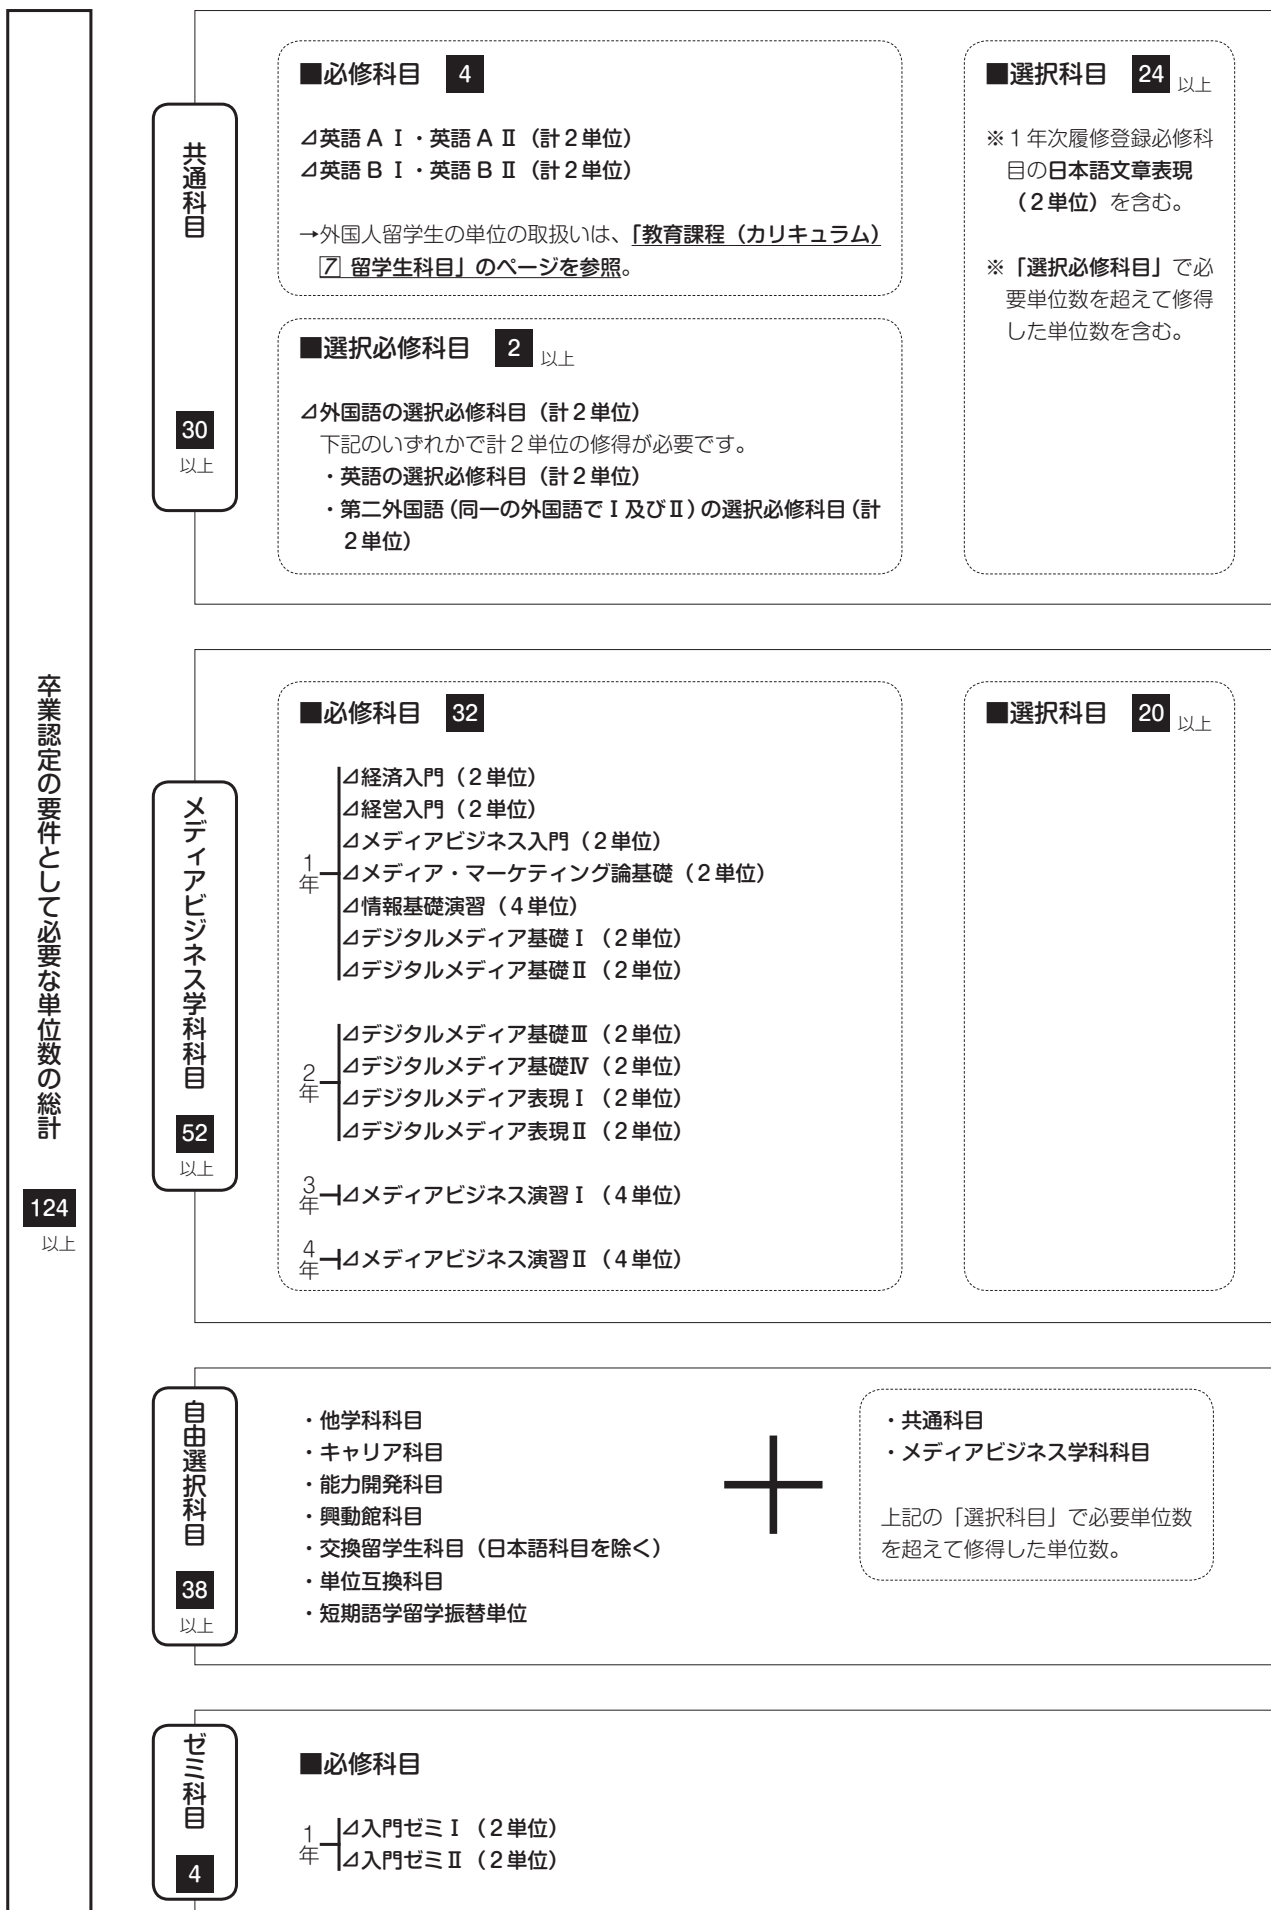 卒業認定の要件として必要な単位数の総計
124
以上
共通科目
30
以上
■必修科目 4
⊿英語A Ⅰ・英語A Ⅱ(計2単位)
⊿英語B Ⅰ・英語B Ⅱ(計2単位)
→外国人留学生の単位の取扱いは、「教育課程(カリキュラム)
7 留学生科目」のページを参照。
■選択必修科目 2 以上
⊿外国語の選択必修科目(計2単位)
下記のいずれかで計2単位の修得が必要です。
・英語の選択必修科目(計2単位)
・第二外国語(同一の外国語でⅠ及びⅡ)の選択必修科目(計
2単位)
■選択科目 24 以上
※1年次履修登録必修科
目の日本語文章表現
(2単位)を含む。
※「選択必修科目」で必
要単位数を超えて修得
した単位数を含む。
メディアビジネス学科科目
52
以上
■必修科目 32
1年
⊿経済入門(2単位)
⊿経営入門(2単位)
⊿メディアビジネス入門(2単位)
⊿メディア・マーケティング論基礎(2単位)
⊿情報基礎演習(4単位)
⊿デジタルメディア基礎Ⅰ(2単位)
⊿デジタルメディア基礎Ⅱ(2単位)
2年
⊿デジタルメディア基礎Ⅲ(2単位)
⊿デジタルメディア基礎Ⅳ(2単位)
⊿デジタルメディア表現Ⅰ(2単位)
⊿デジタルメディア表現Ⅱ(2単位)
3年
⊿メディアビジネス演習Ⅰ(4単位)
4年
⊿メディアビジネス演習Ⅱ(4単位)
■選択科目 20 以上
自由選択科目
38
以上
・他学科科目
・キャリア科目
・能力開発科目
・興動館科目
・交換留学生科目(日本語科目を除く)
・単位互換科目
・短期語学留学振替単位
・共通科目
・メディアビジネス学科科目
上記の「選択科目」で必要単位数
を超えて修得した単位数。
ゼミ科目
4
■必修科目
1年
⊿入門ゼミⅠ(2単位)
⊿入門ゼミⅡ(2単位)